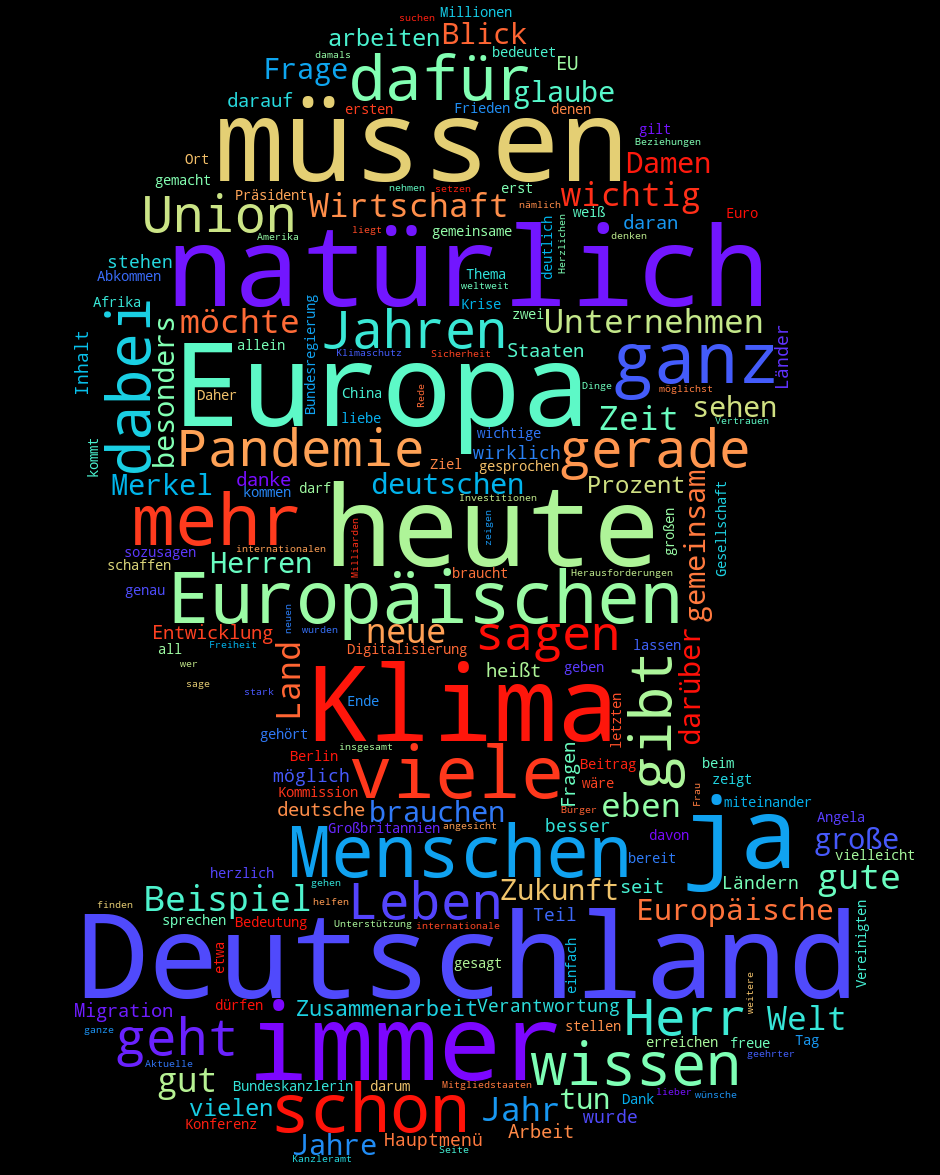 suchen Millionen
arbeiten Blick
damals bedeutet
Frage dafür EU
darauf glaube
ersten Frieden denen
müssen gilt
Beziehungen
Ort Damen
gemacht Präsident nehmen setzen erst wichtig
Union Wirtschaft nämlich weiß daran Euro
Amerika liegt gemeinsame deutlich Herzlichen denken
natürlich
stehen Thema
Abkommen weltweit
Afrika Krise zwei
dabei möchte Jahren Unternehmen
Inhalt besonders allein Bundesregierung Klimaschutz Sicherheit Staaten ganz Länder
Europa
Daher China Rede Dinge möglichst
liebe Zeit sehen
Vertrauen
kommt Pandemie wichtige gerade
wirklich
Ziel gesprochen
Merkel danke deutschen Prozent
kommen darf Investitionen
mehr heute zeigen großen gemeinsam Gesellschaft
sozusagen internationalen Milliarden
schaffen Herren braucht Herausforderungen
genau Europäischen
Entwicklung neuen wurden neue sagen
Freiheit Digitalisierung lassen
all heißt geben darüber
wer Land
sage stark Klima gibt
Ende letzten
gehört
Berlin insgesamt
möglich viele Fragen Beitrag beim
Kommission wäre zeigt
deutsche brauchen Bürger eben Frau miteinander
Großbritannien angesicht besser davon ja Angela
große
Menschen bereit vielleicht
herzlich gehen
Beispiel Leben Zukunft seit Ländern gute
finden helfen
sprechen Bedeutung Unterstützung internationale Teil Europäische
Deutschland
etwa gesagt einfach Vereinigten
weitere
Migration dürfen Zusammenarbeit Verantwortung Herr Welt
ganze geht immer stellen
erreichen freue Tag
Aktuelle wissen geehrter
gut Bundeskanzlerin darum Mitgliedstaaten
vielen schon Jahr tun Dank lieber wünsche
Konferenz wurde
Jahre Hauptmenü Arbeit
Seite
Kanzleramt